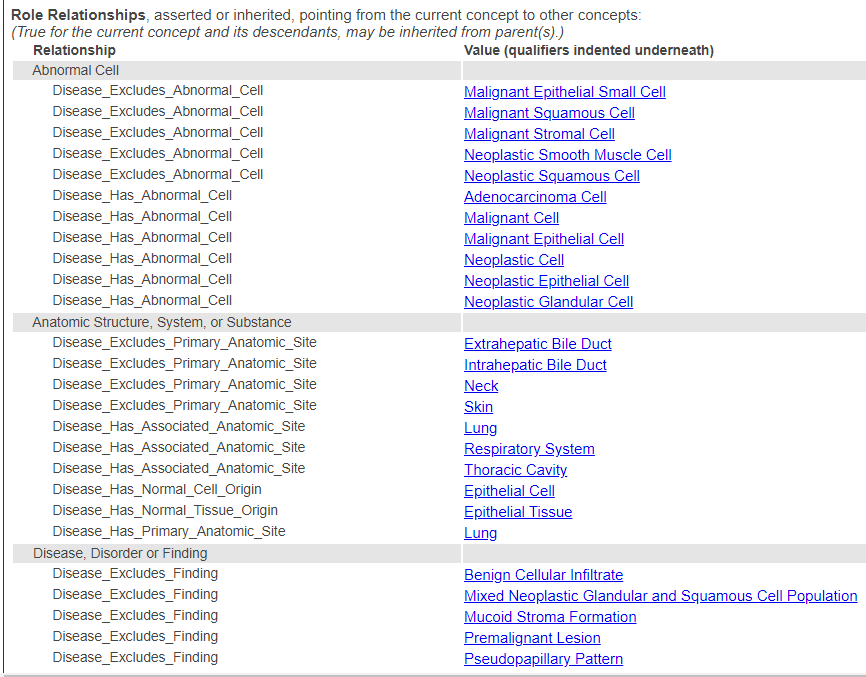 Role Relationships, asserted or inherited, pointing from the current concept to other concepts:
(True for the current concept and its descendants, may be inherited from parent(s).)
Relationship Value (qualifiers indented underneath)
Abnormal Cell
Disease_Excludes_Abnormal_Cell Malignant Epithelial Small Cell
Disease_Excludes_Abnormal_Cell Malignant Squamous Cell
Disease_Excludes_Abnormal_Cell Malignant Stromal Cell
Disease_Excludes_Abnormal_Cell Neoplastic Smooth Muscle Cell
Disease_Excludes_Abnormal_Cell Neoplastic Squamous Cell
Disease_Has_Abnormal_Cell Adenocarcinoma Cell
Disease_Has_Abnormal_Cell Malignant Cell
Disease_Has_Abnormal_Cell Malignant Epithelial Cell
Disease_Has_Abnormal_Cell Neoplastic Cell
Disease_Has_Abnormal_Cell Neoplastic Epithelial Cell
Disease_Has_Abnormal_Cell Neoplastic Glandular Cell
Anatomic Structure, System, or Substance
Disease_Excludes_Primary_Anatomic_Site Extrahepatic Bile Duct
Disease_Excludes_Primary_Anatomic_Site Intrahepatic Bile Duct
Disease_Excludes_Primary_Anatomic_Site Neck
Disease_Excludes_Primary_Anatomic_Site Skin
Disease_Has_Associated_Anatomic_Site Lung
Disease_Has_Associated_Anatomic_Site Respiratory System
Disease_Has_Associated_Anatomic_Site Thoracic Cavity
Disease_Has_Normal_Cell_Origin Epithelial Cell
Disease_Has_Normal_Tissue_Origin Epithelial Tissue
Disease_Has_Primary_Anatomic_Site Lung
Disease, Disorder or Finding
Disease_Excludes_Finding Benign Cellular Infiltrate
Disease_Excludes_Finding Mixed Neoplastic Glandular and Squamous Cell Population
Disease_Excludes_Finding Mucoid Stroma Formation
Disease_Excludes_Finding Premalignant Lesion
Disease_Excludes_Finding Pseudopapillary Pattern